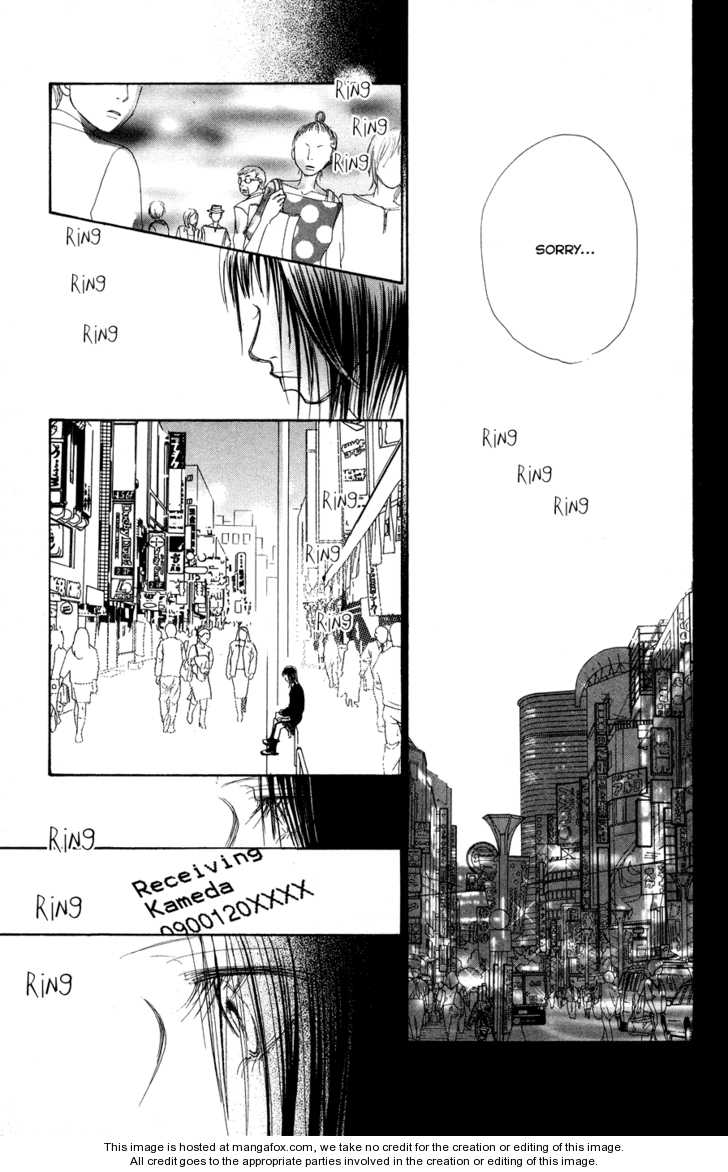 SORRY...
RiNg
RiNg
RiNg
RiNg
RiNg
RiNg
RiNg
RiNg
RiNg
RiNg
RiNg
RiNg
RiNg
Receiving
Kameda
0900120XXXX
RiNg
RiNg
This image is hosted at mangafox.com, we take no credit for the creation or editing of this image.
All credit goes to the appropriate parties involved in the creation or editing of this image.